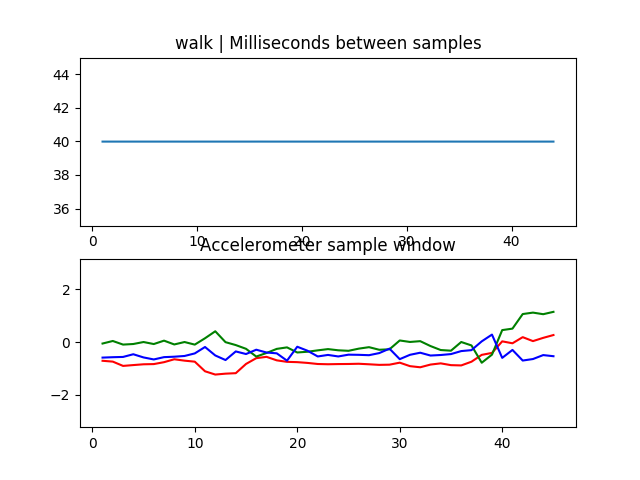 walk | Milliseconds between samples
44
42
40
38
36
0 10 20 30 40
Accelerometer sample window
2
0
−2
0 10 20 30 40